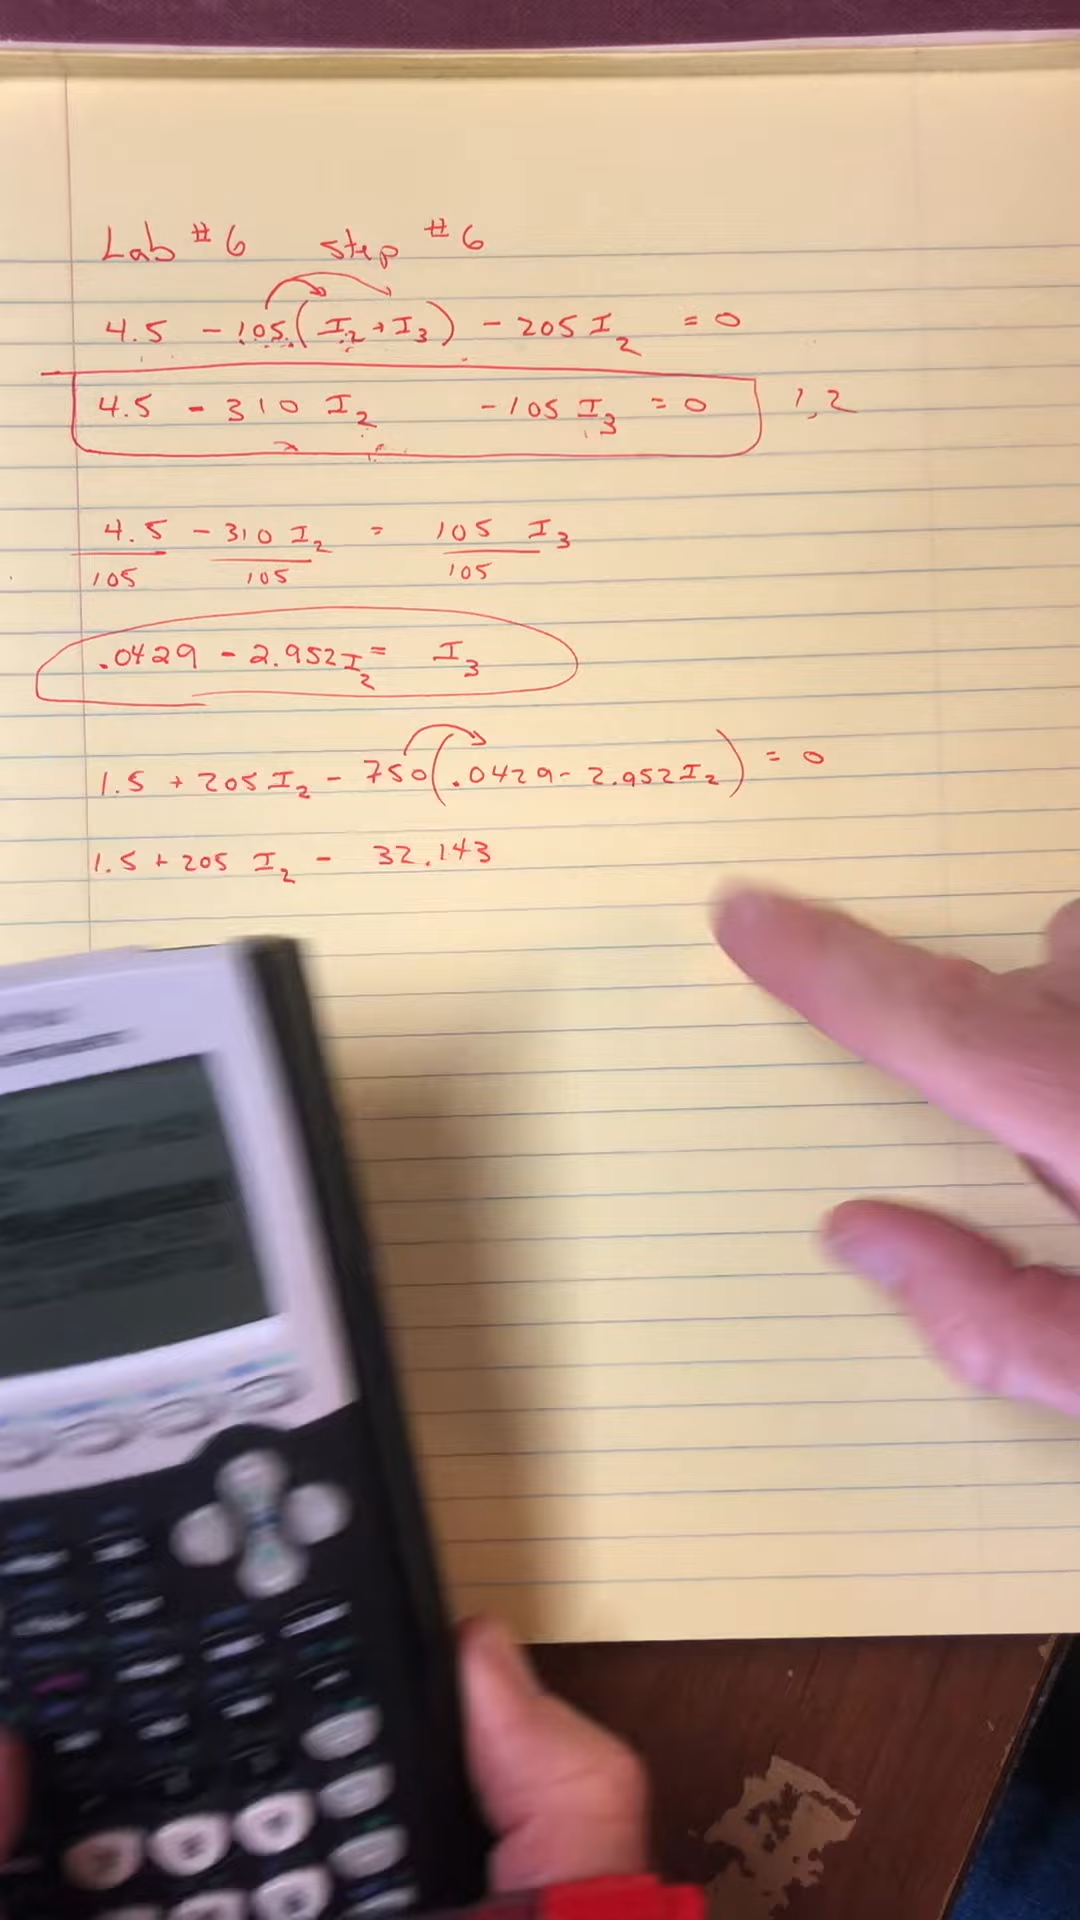 Lab #6 step #6
4.5 - 105(I₂ + I₃) - 205 I₂ = 0
4.5 - 310 I₂ - 105 I₃ = 0 1,2
4.5 - 310 I₂ = 105 I₃
105 105 105
.0429 - 2.952 I₂ = I₃
1.5 + 205 I₂ - 750(.0429 - 2.952 I₂) = 0
1.5 + 205 I₂ - 32.143